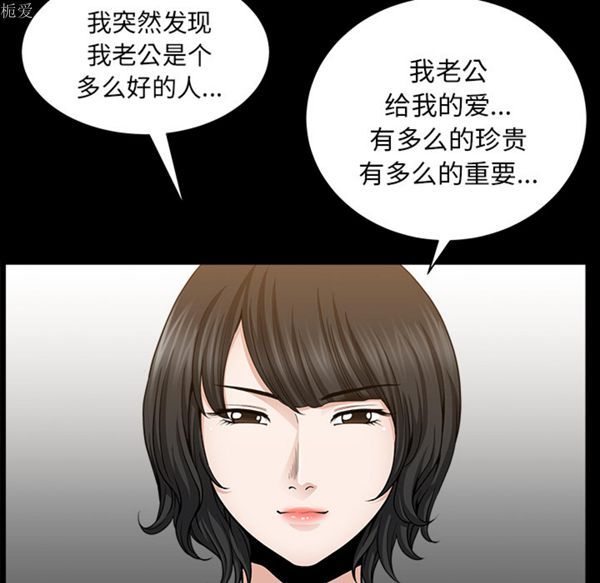 栀爱
我突然发现
我老公是个
多么好的人...
我老公
给我的爱...
有多么的珍贵
有多么的重要...